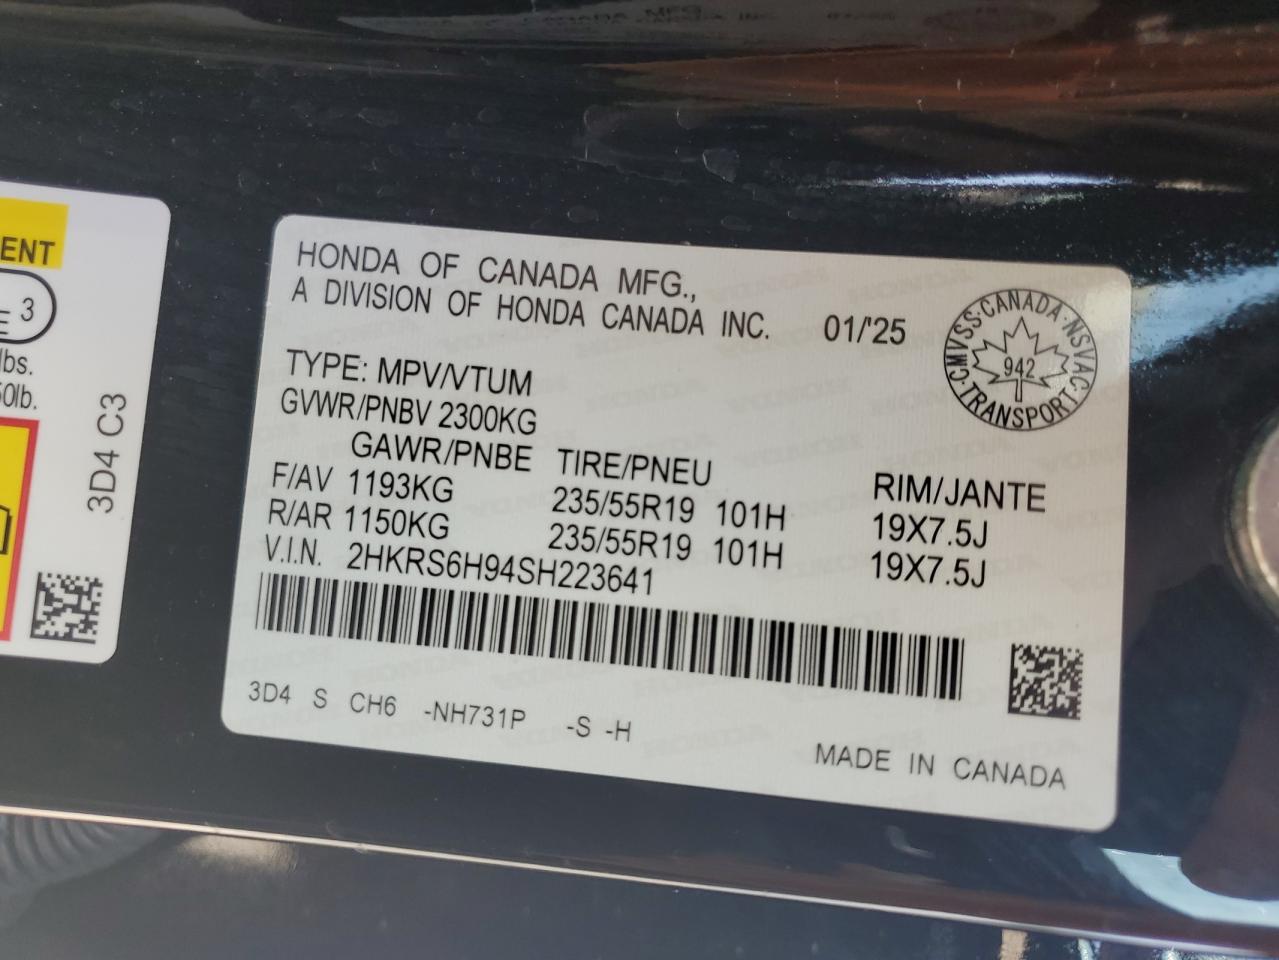 ENT
3
E
lbs.
50lb.
3D4 C3
HONDA OF CANADA MFG.,
A DIVISION OF HONDA CANADA INC. 01/'25
CMVSS·CANADA·NSVAC·TRANSPORT·
942
TYPE: MPV/VTUM
GVWR/PNBV 2300KG
GAWR/PNBE TIRE/PNEU RIM/JANTE
F/AV 1193KG 235/55R19 101H 19X7.5J
R/AR 1150KG 235/55R19 101H 19X7.5J
V.I.N. 2HKRS6H94SH223641
3D4 S CH6 -NH731P -S -H
MADE IN CANADA